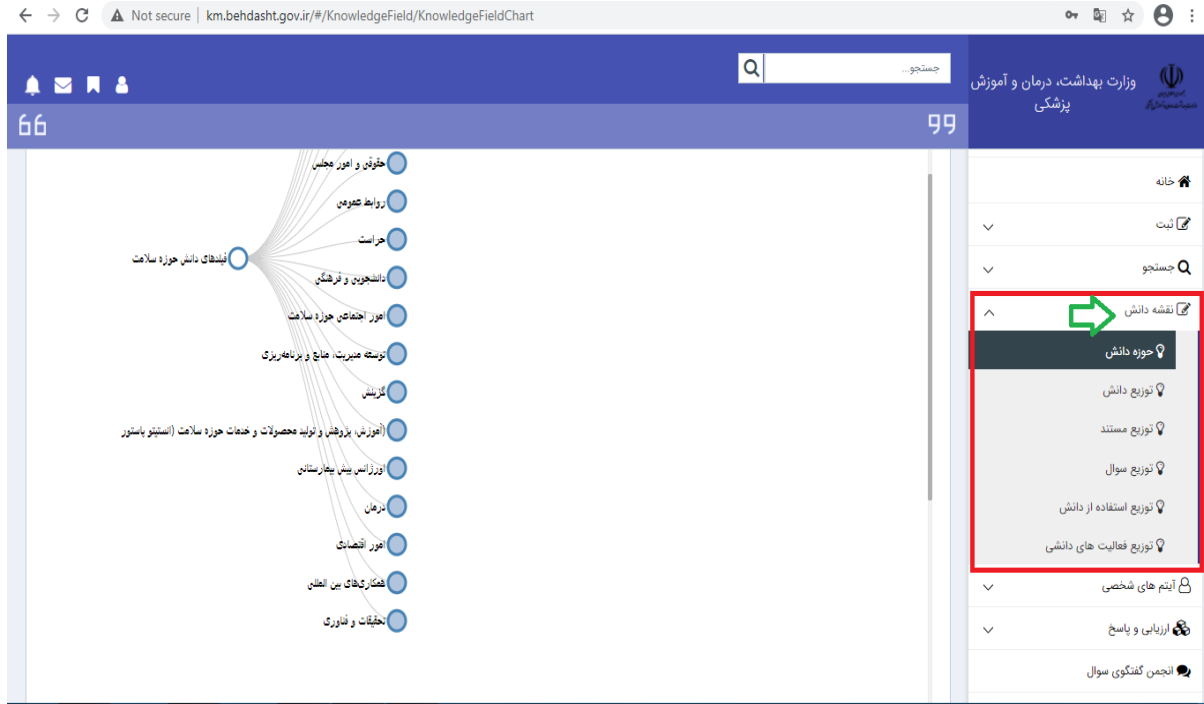 Not secure | km.behdasht.gov.ir/#/KnowledgeField/KnowledgeFieldChart
وزارت بهداشت، درمان و آموزش
پزشکی
جستجو...
خانه
ثبت
جستجو
نقشه دانش
حوزه دانش
توزیع دانش
توزیع مستند
توزیع سوال
توزیع استفاده از دانش
توزیع فعالیت های دانشی
آیتم های شخصی
ارزیابی و پاسخ
انجمن گفتگوی سوال
فیلدهای دانش حوزه سلامت
حقوقی و امور مجلس
روابط عمومی
حراست
دانشجویی و فرهنگی
امور اجتماعی حوزه سلامت
توسعه مدیریت، منابع و برنامه‌ریزی
گزینش
(آموزش، پژوهش و تولید محصولات و خدمات حوزه سلامت (انستیتو پاستور
اورژانس پیش بیمارستانی
درمان
امور اقتصادی
همکاری‌های بین المللی
تحقیقات و فناوری